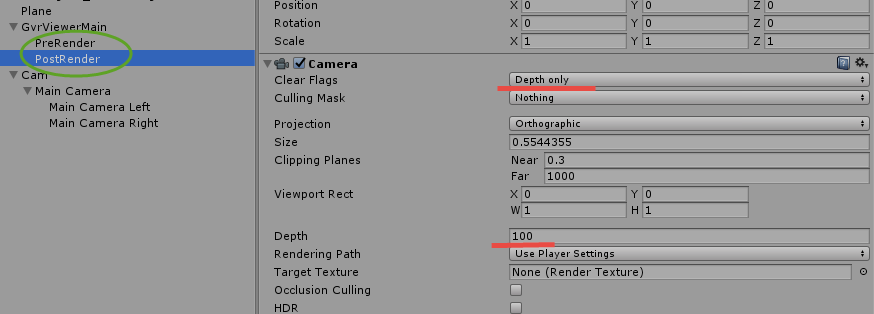 Plane
GvrViewerMain
PreRender
PostRender
Cam
Main Camera
Main Camera Left
Main Camera Right
Position X 0 Y 0 Z 0
Rotation X 0 Y 0 Z 0
Scale X 1 Y 1 Z 1
Camera
Clear Flags Depth only
Culling Mask Nothing
Projection Orthographic
Size 0.5544355
Clipping Planes Near 0.3
Far 1000
Viewport Rect X 0 Y 0
W 1 H 1
Depth 100
Rendering Path Use Player Settings
Target Texture None (Render Texture)
Occlusion Culling
HDR